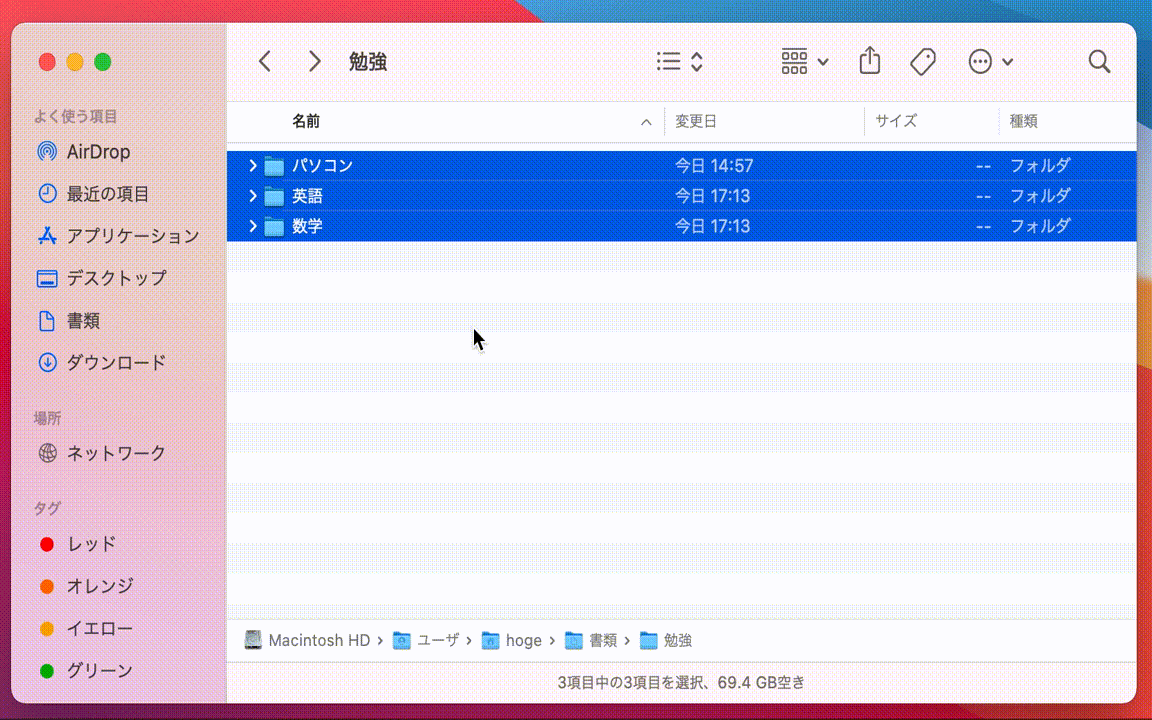 勉強
よく使う項目
AirDrop
最近の項目
アプリケーション
デスクトップ
書類
ダウンロード
場所
ネットワーク
タグ
レッド
オレンジ
イエロー
グリーン
名前 変更日 サイズ 種類
パソコン 今日 14:57 -- フォルダ
英語 今日 17:13 -- フォルダ
数学 今日 17:13 -- フォルダ
Macintosh HD › ユーザ › hoge › 書類 › 勉強
3項目中の3項目を選択、69.4 GB空き